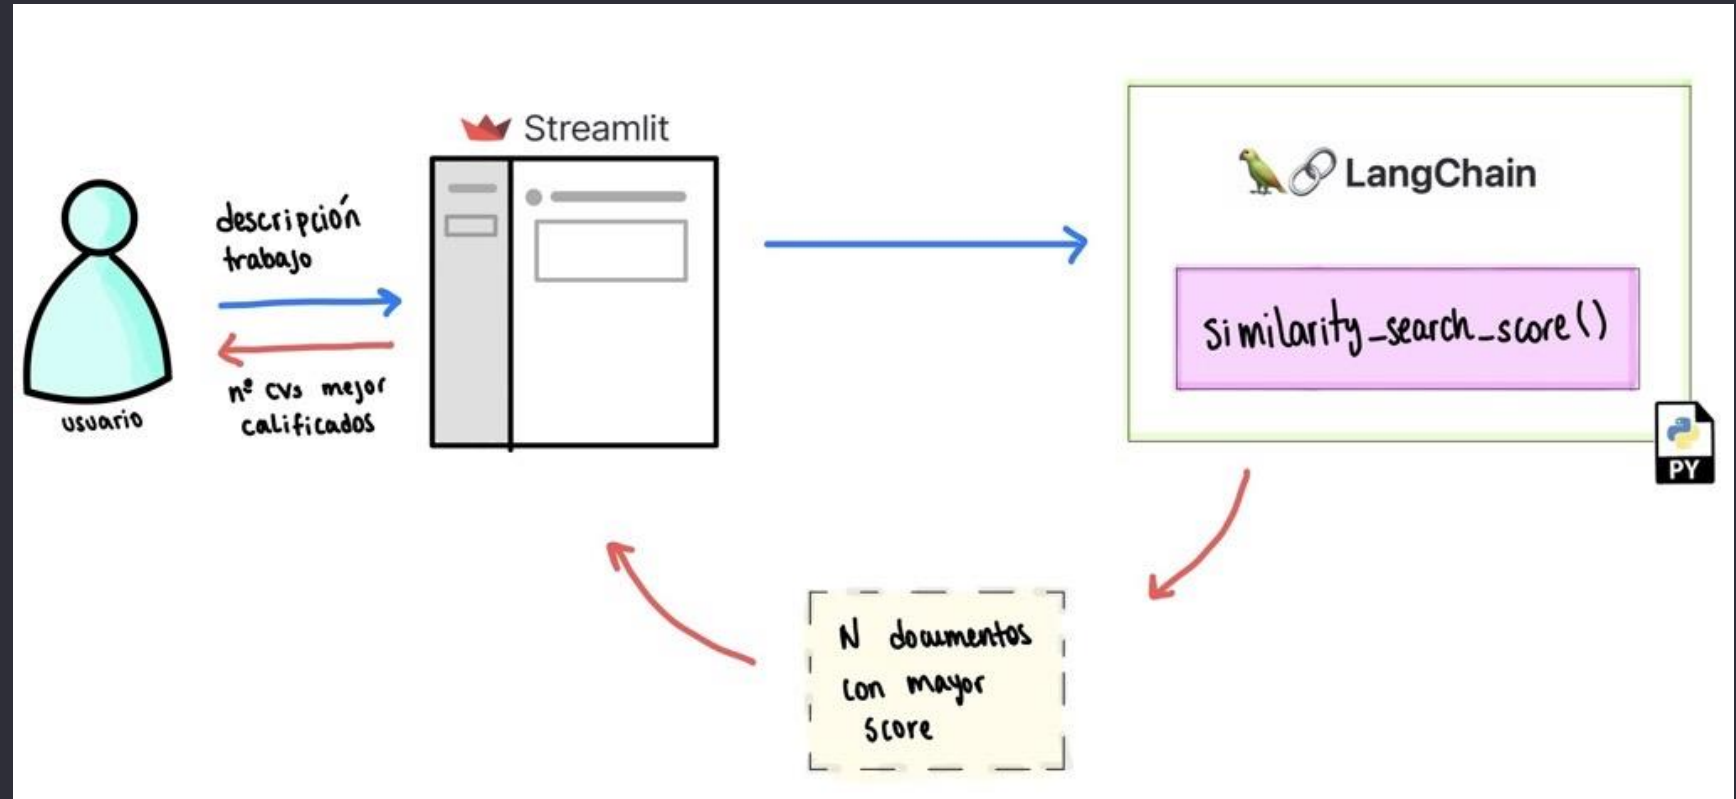 Streamlit
descripción
trabajo
nº CVs mejor
calificados
usuario
LangChain
similarity_search_score()
PY
N documentos
con mayor
score